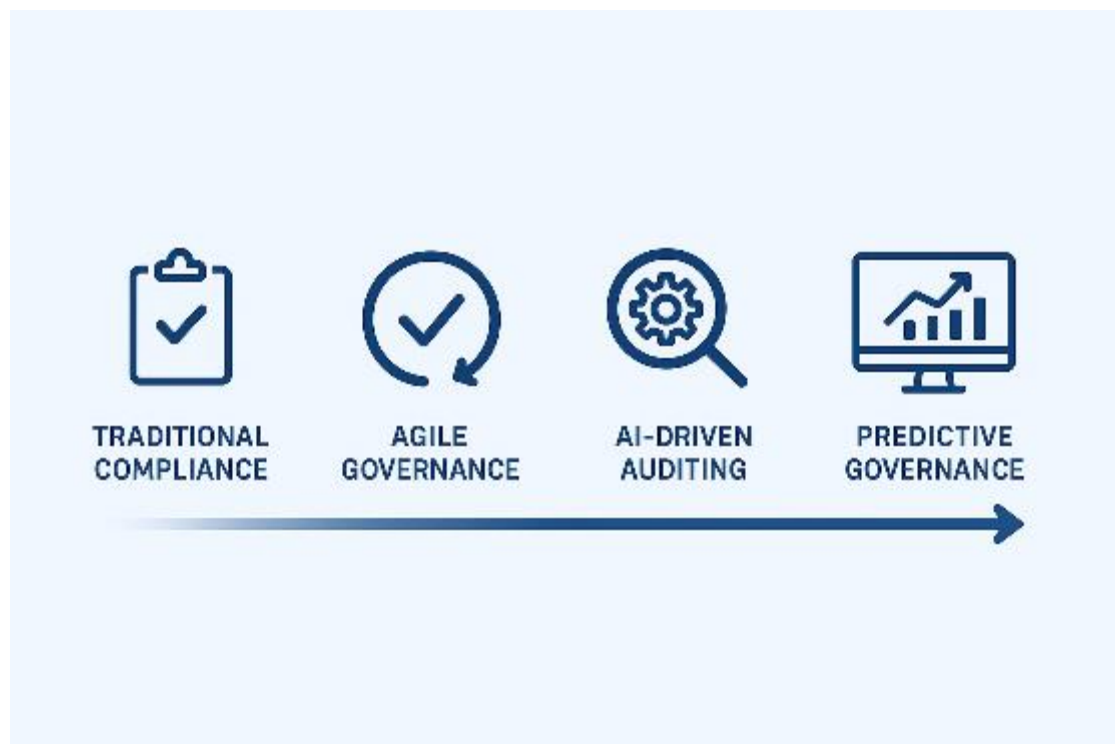 TRADITIONAL
COMPLIANCE
AGILE
GOVERNANCE
AI-DRIVEN
AUDITING
PREDICTIVE
GOVERNANCE